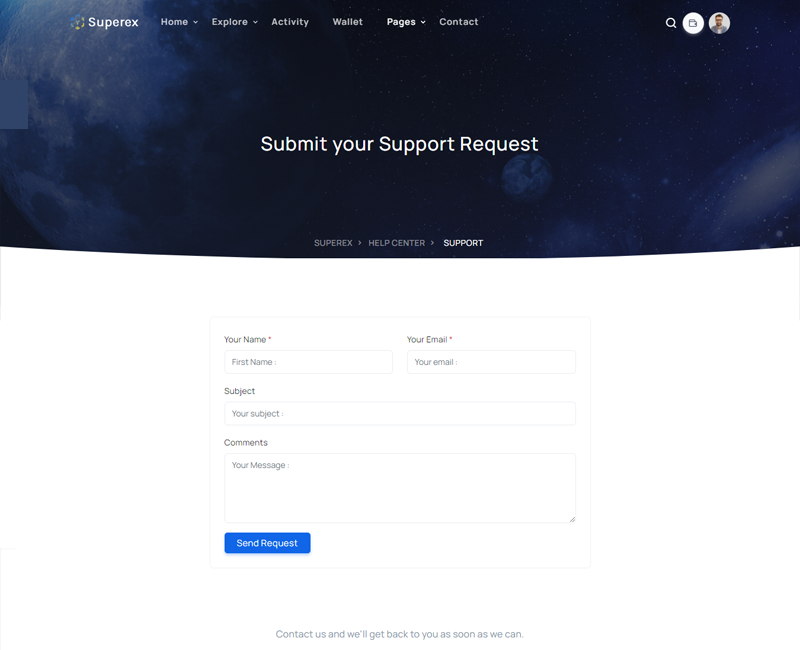 Superex Home Explore Activity Wallet Pages Contact
Submit your Support Request
SUPEREX > HELP CENTER > SUPPORT
Your Name * Your Email *
First Name : Your email :
Subject
Your subject :
Comments
Your Message :
Send Request
Contact us and we'll get back to you as soon as we can.